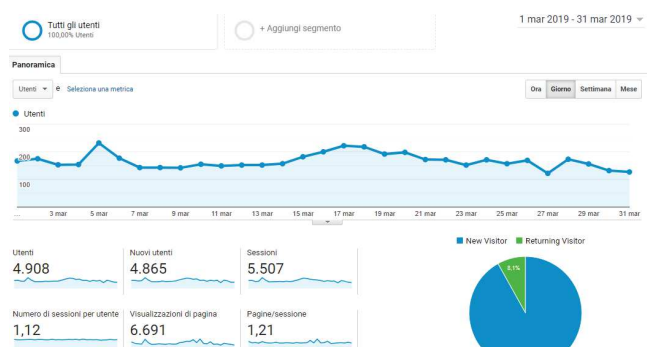 Tutti gli utenti
100,00% Utenti
+ Aggiungi segmento
1 mar 2019 - 31 mar 2019
Panoramica
Utenti e Seleziona una metrica
Ora Giorno Settimana Mese
Utenti
300
200
100
... 3 mar 5 mar 7 mar 9 mar 11 mar 13 mar 15 mar 17 mar 19 mar 21 mar 23 mar 25 mar 27 mar 29 mar 31 mar
New Visitor Returning Visitor
Utenti
4.908
Nuovi utenti
4.865
Sessioni
5.507
8,1%
Numero di sessioni per utente
1,12
Visualizzazioni di pagina
6.691
Pagine/sessione
1,21